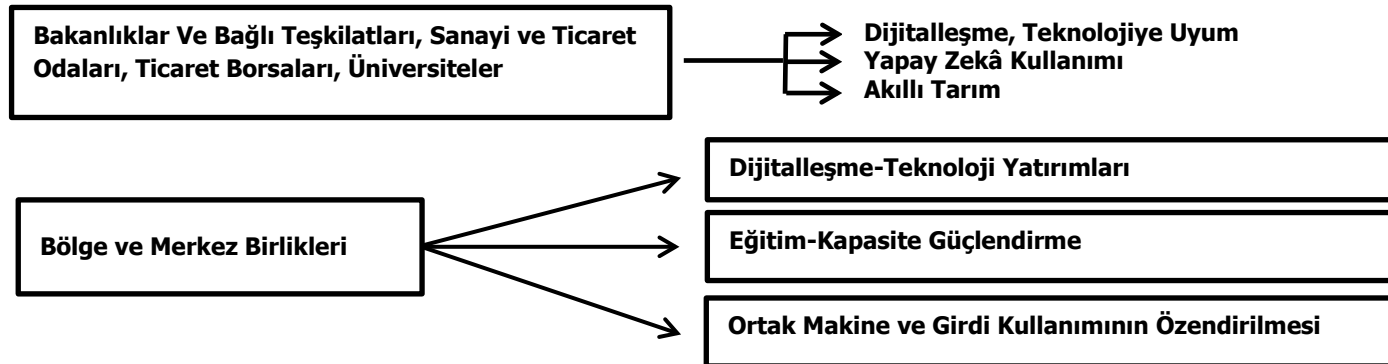 Bakanlıklar Ve Bağlı Teşkilatları, Sanayi ve Ticaret
Odaları, Ticaret Borsaları, Üniversiteler
Dijitalleşme, Teknolojiye Uyum
Yapay Zekâ Kullanımı
Akıllı Tarım
Bölge ve Merkez Birlikleri
Dijitalleşme-Teknoloji Yatırımları
Eğitim-Kapasite Güçlendirme
Ortak Makine ve Girdi Kullanımının Özendirilmesi